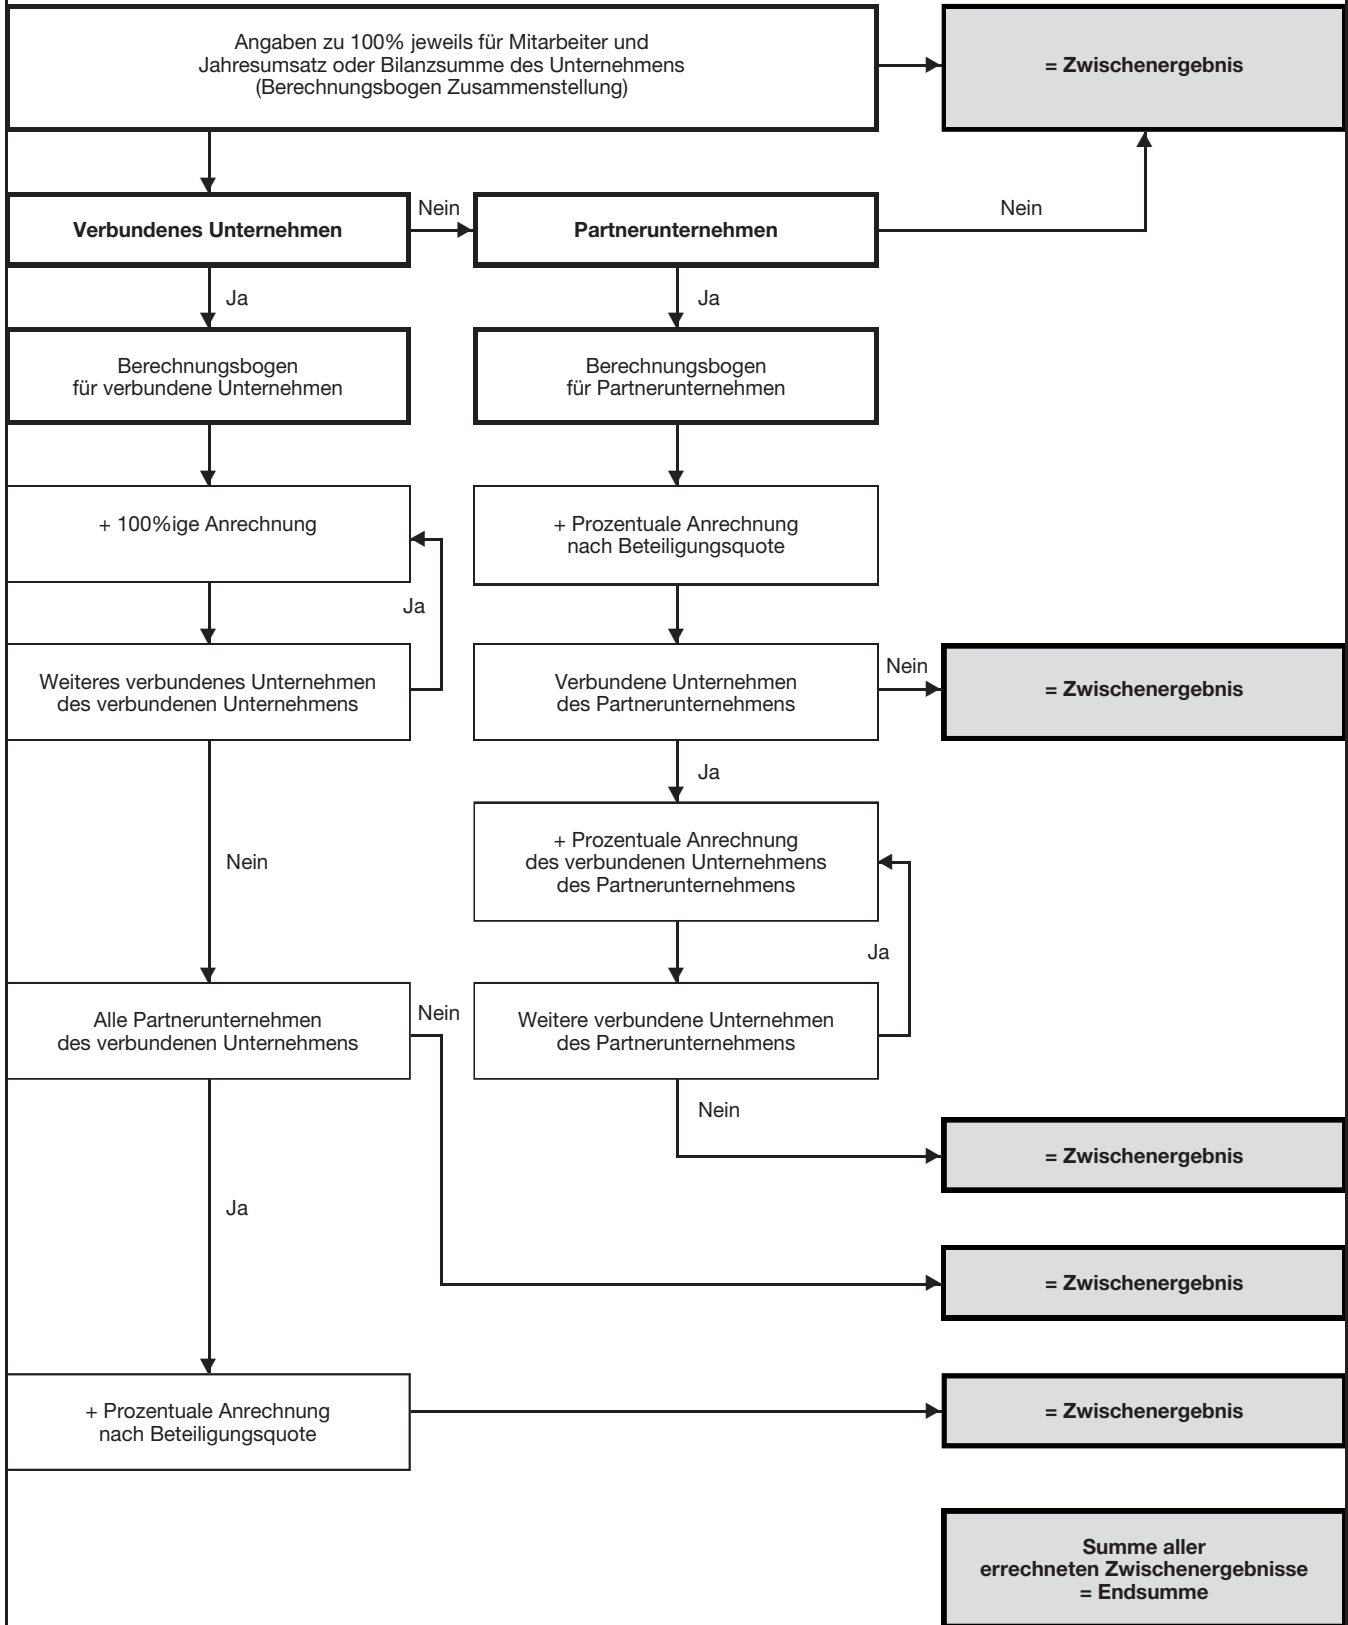 Angaben zu 100% jeweils für Mitarbeiter und
Jahresumsatz oder Bilanzsumme des Unternehmens
(Berechnungsbogen Zusammenstellung)
= Zwischenergebnis
Verbundenes Unternehmen
Nein
Partnerunternehmen
Nein
Ja
Ja
Berechnungsbogen
für verbundene Unternehmen
Berechnungsbogen
für Partnerunternehmen
+ 100%ige Anrechnung
+ Prozentuale Anrechnung
nach Beteiligungsquote
Ja
Weiteres verbundenes Unternehmen
des verbundenen Unternehmens
Verbundene Unternehmen
des Partnerunternehmens
Nein
= Zwischenergebnis
Ja
Nein
+ Prozentuale Anrechnung
des verbundenen Unternehmens
des Partnerunternehmens
Ja
Alle Partnerunternehmen
des verbundenen Unternehmens
Nein
Weitere verbundene Unternehmen
des Partnerunternehmens
Nein
= Zwischenergebnis
Ja
= Zwischenergebnis
+ Prozentuale Anrechnung
nach Beteiligungsquote
= Zwischenergebnis
Summe aller
errechneten Zwischenergebnisse
= Endsumme